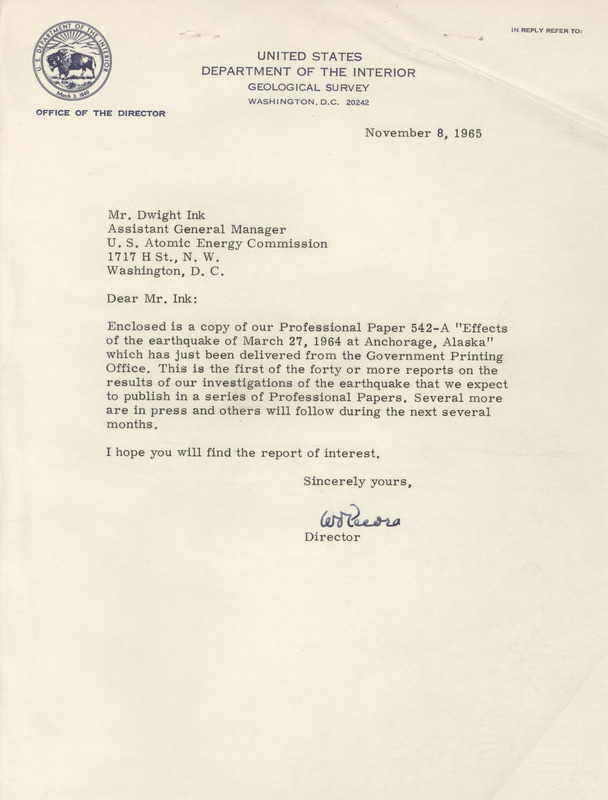 IN REPLY REFER TO:
U.S. DEPARTMENT OF THE INTERIOR
March 3, 1849
UNITED STATES
DEPARTMENT OF THE INTERIOR
GEOLOGICAL SURVEY
WASHINGTON, D.C. 20242
OFFICE OF THE DIRECTOR
November 8, 1965
Mr. Dwight Ink
Assistant General Manager
U. S. Atomic Energy Commission
1717 H St., N. W.
Washington, D. C.
Dear Mr. Ink:
Enclosed is a copy of our Professional Paper 542-A "Effects
of the earthquake of March 27, 1964 at Anchorage, Alaska"
which has just been delivered from the Government Printing
Office. This is the first of the forty or more reports on the
results of our investigations of the earthquake that we expect
to publish in a series of Professional Papers. Several more
are in press and others will follow during the next several
months.
I hope you will find the report of interest.
Sincerely yours,
WTPecora
Director